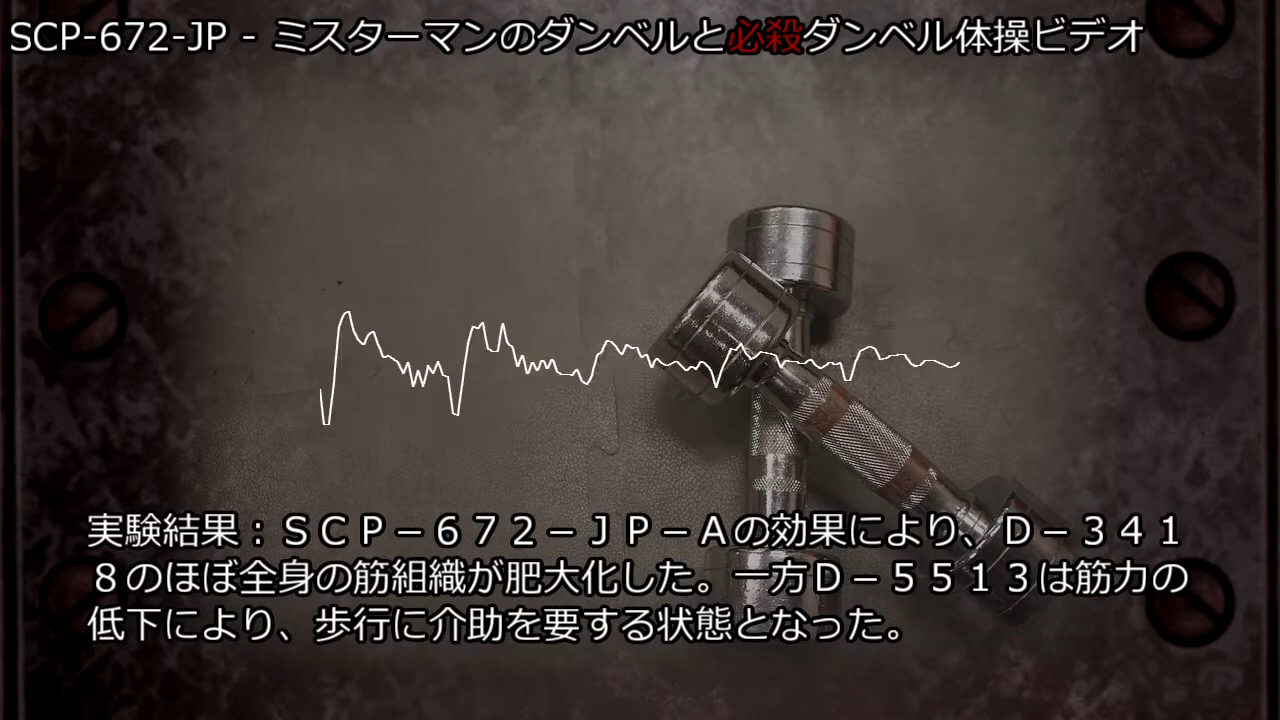 SCP-672-JP - ミスターマンのダンベルと必殺ダンベル体操ビデオ
実験結果：ＳＣＰ－６７２－ＪＰ－Ａの効果により、Ｄ－３４１
８のほぼ全身の筋組織が肥大化した。一方Ｄ－５５１３は筋力の
低下により、歩行に介助を要する状態となった。